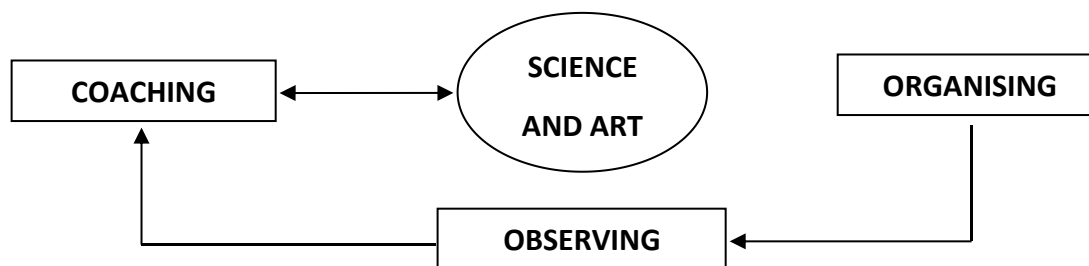 COACHING
SCIENCE
AND ART
ORGANISING
OBSERVING